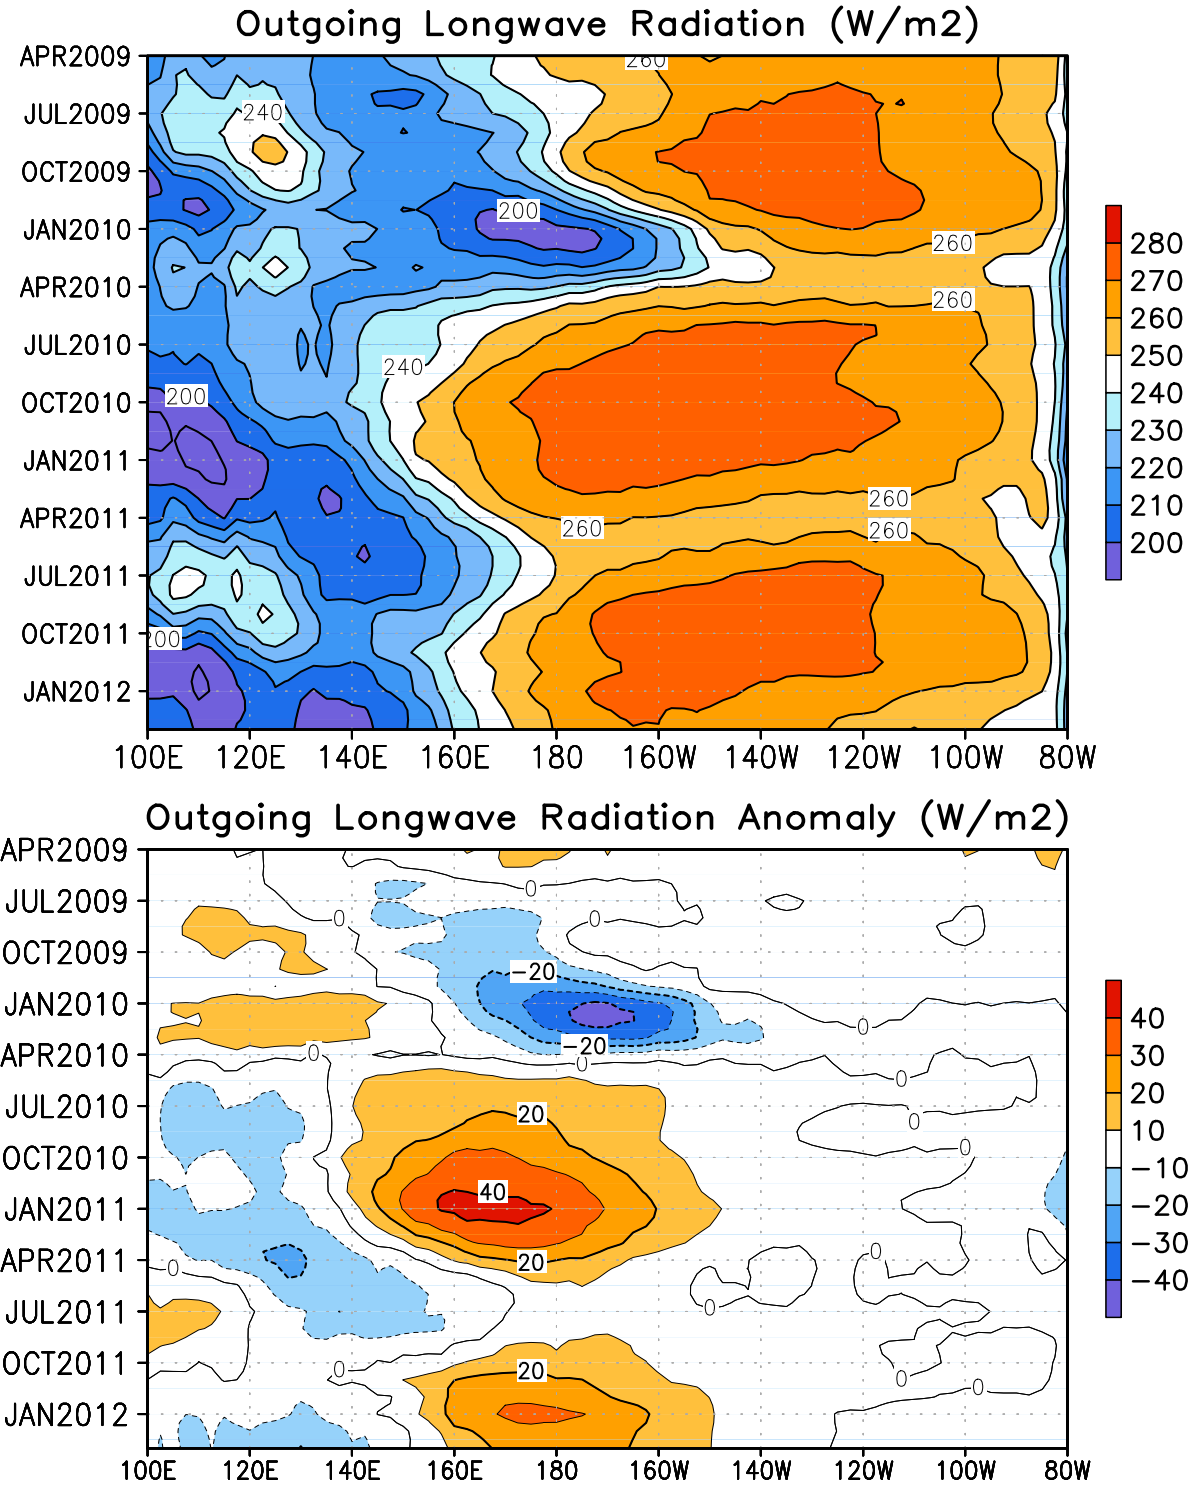 Outgoing Longwave Radiation (W/m2)
APR2009
260
JUL2009
240
OCT2009
200
JAN2010
260
280
APR2010
260
270
260
JUL2010
250
240
240
OCT2010
200
230
JAN2011
220
210
APR2011
260
260
260
200
JUL2011
OCT2011
200
JAN2012
100E 120E 140E 160E 180 160W 140W 120W 100W 80W
Outgoing Longwave Radiation Anomaly (W/m2)
APR2009
0
JUL2009
0
0
OCT2009
-20
JAN2010
0
40
-20
APR2010
0
0
30
0
20
JUL2010
20
0
10
OCT2010
0
-10
40
JAN2011
-20
-30
APR2011
0
20
0
-40
JUL2011
0
OCT2011
0
20
0
0
JAN2012
100E 120E 140E 160E 180 160W 140W 120W 100W 80W